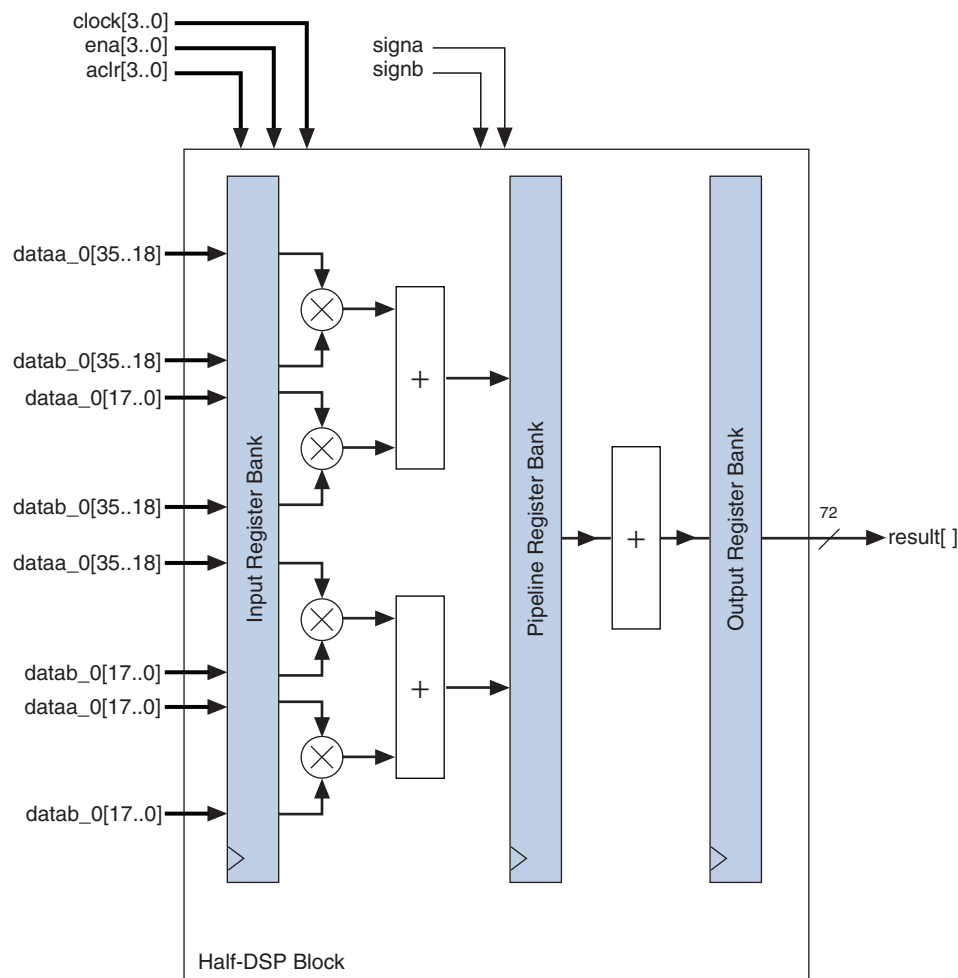 clock[3..0]
ena[3..0]
aclr[3..0]
signa
signb
dataa_0[35..18]
datab_0[35..18]
dataa_0[17..0]
datab_0[35..18]
dataa_0[35..18]
datab_0[17..0]
dataa_0[17..0]
datab_0[17..0]
Input Register Bank
+
+
Pipeline Register Bank
+
Output Register Bank
72
result[ ]
Half-DSP Block